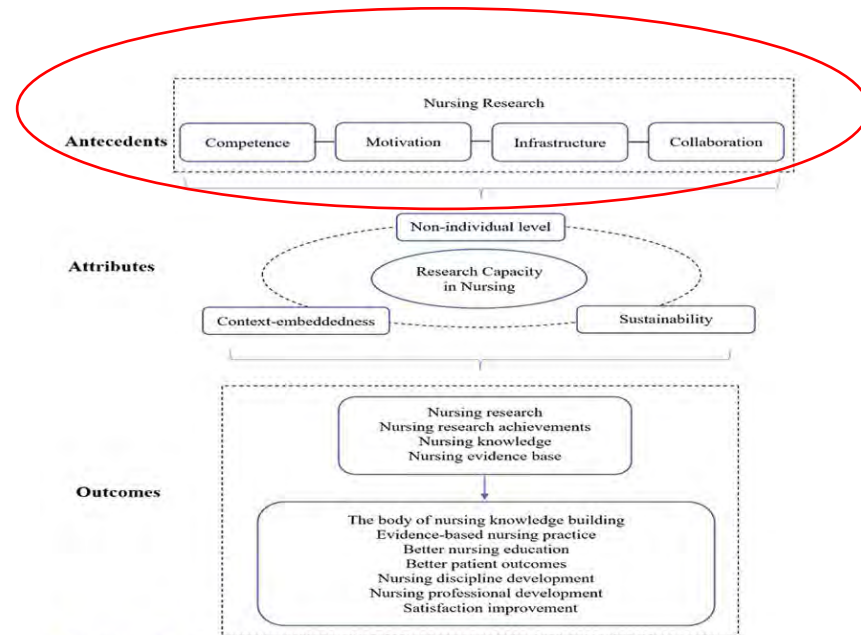 Nursing Research
Antecedents
Competence
Motivation
Infrastructure
Collaboration
Non-individual level
Attributes
Research Capacity
in Nursing
Context-embeddedness
Sustainability
Nursing research
Nursing research achievements
Nursing knowledge
Nursing evidence base
Outcomes
The body of nursing knowledge building
Evidence-based nursing practice
Better nursing education
Better patient outcomes
Nursing discipline development
Nursing professional development
Satisfaction improvement